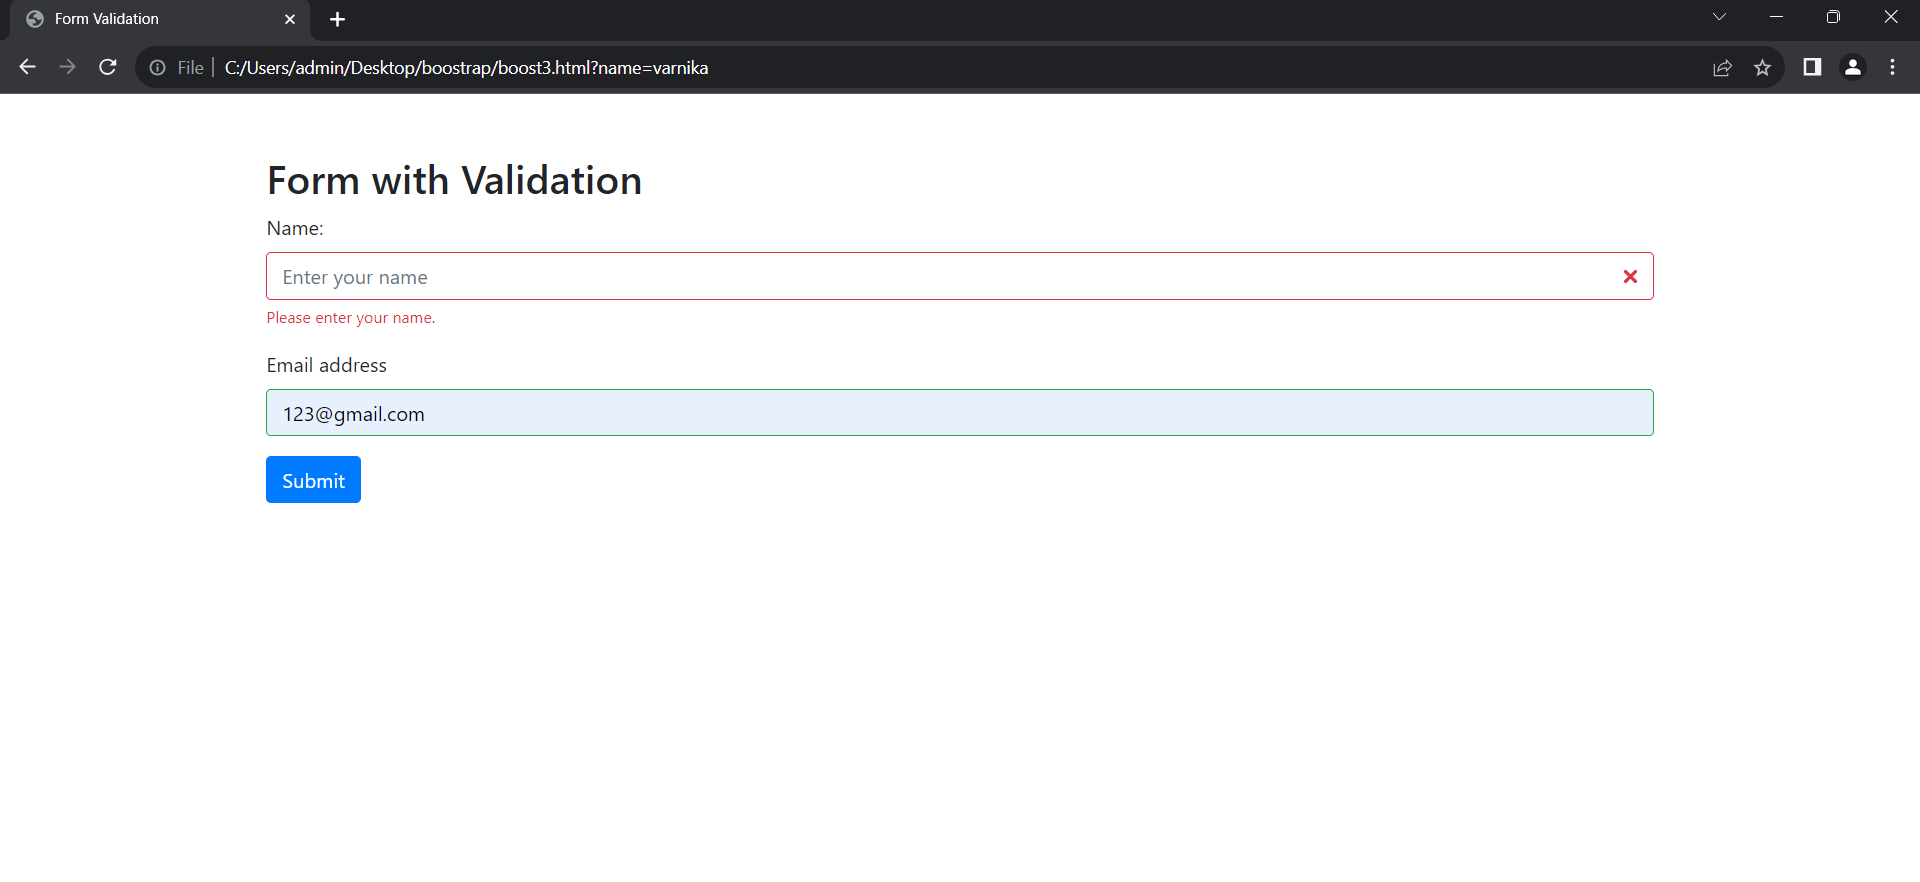 Form Validation
File C:/Users/admin/Desktop/boostrap/boost3.html?name=varnika
Form with Validation
Name:
Enter your name
Please enter your name.
Email address
123@gmail.com
Submit